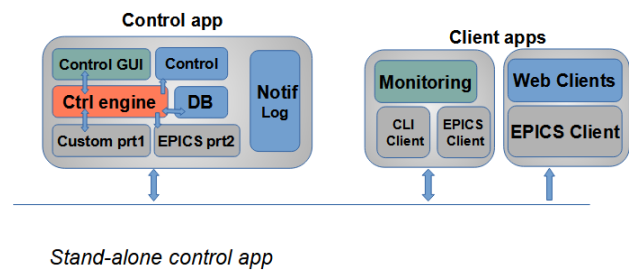 Control app
Client apps
Control GUI
Control
Ctrl engine
DB
Custom prt1
EPICS prt2
Notif
Log
Monitoring
CLI
Client
EPICS
Client
Web Clients
EPICS Client
Stand-alone control app